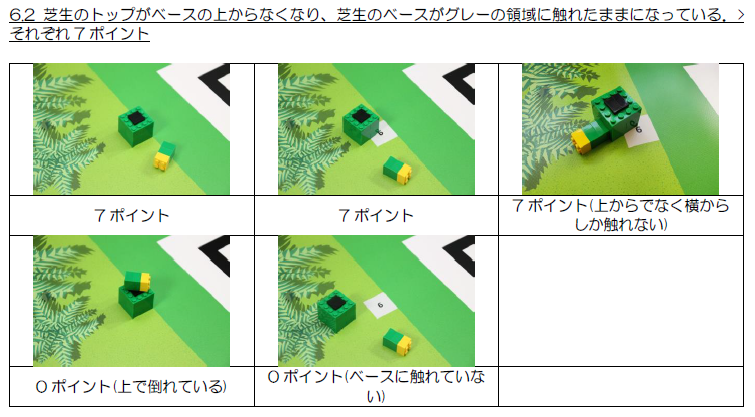 6.2 芝生のトップがベースの上からなくなり、芝生のベースがグレーの領域に触れたままになっている.
それぞれ７ポイント
6
6
７ポイント
７ポイント
７ポイント(上からでなく横から
しか触れない)
6
０ポイント(上で倒れている)
０ポイント(ベースに触れていな
い)